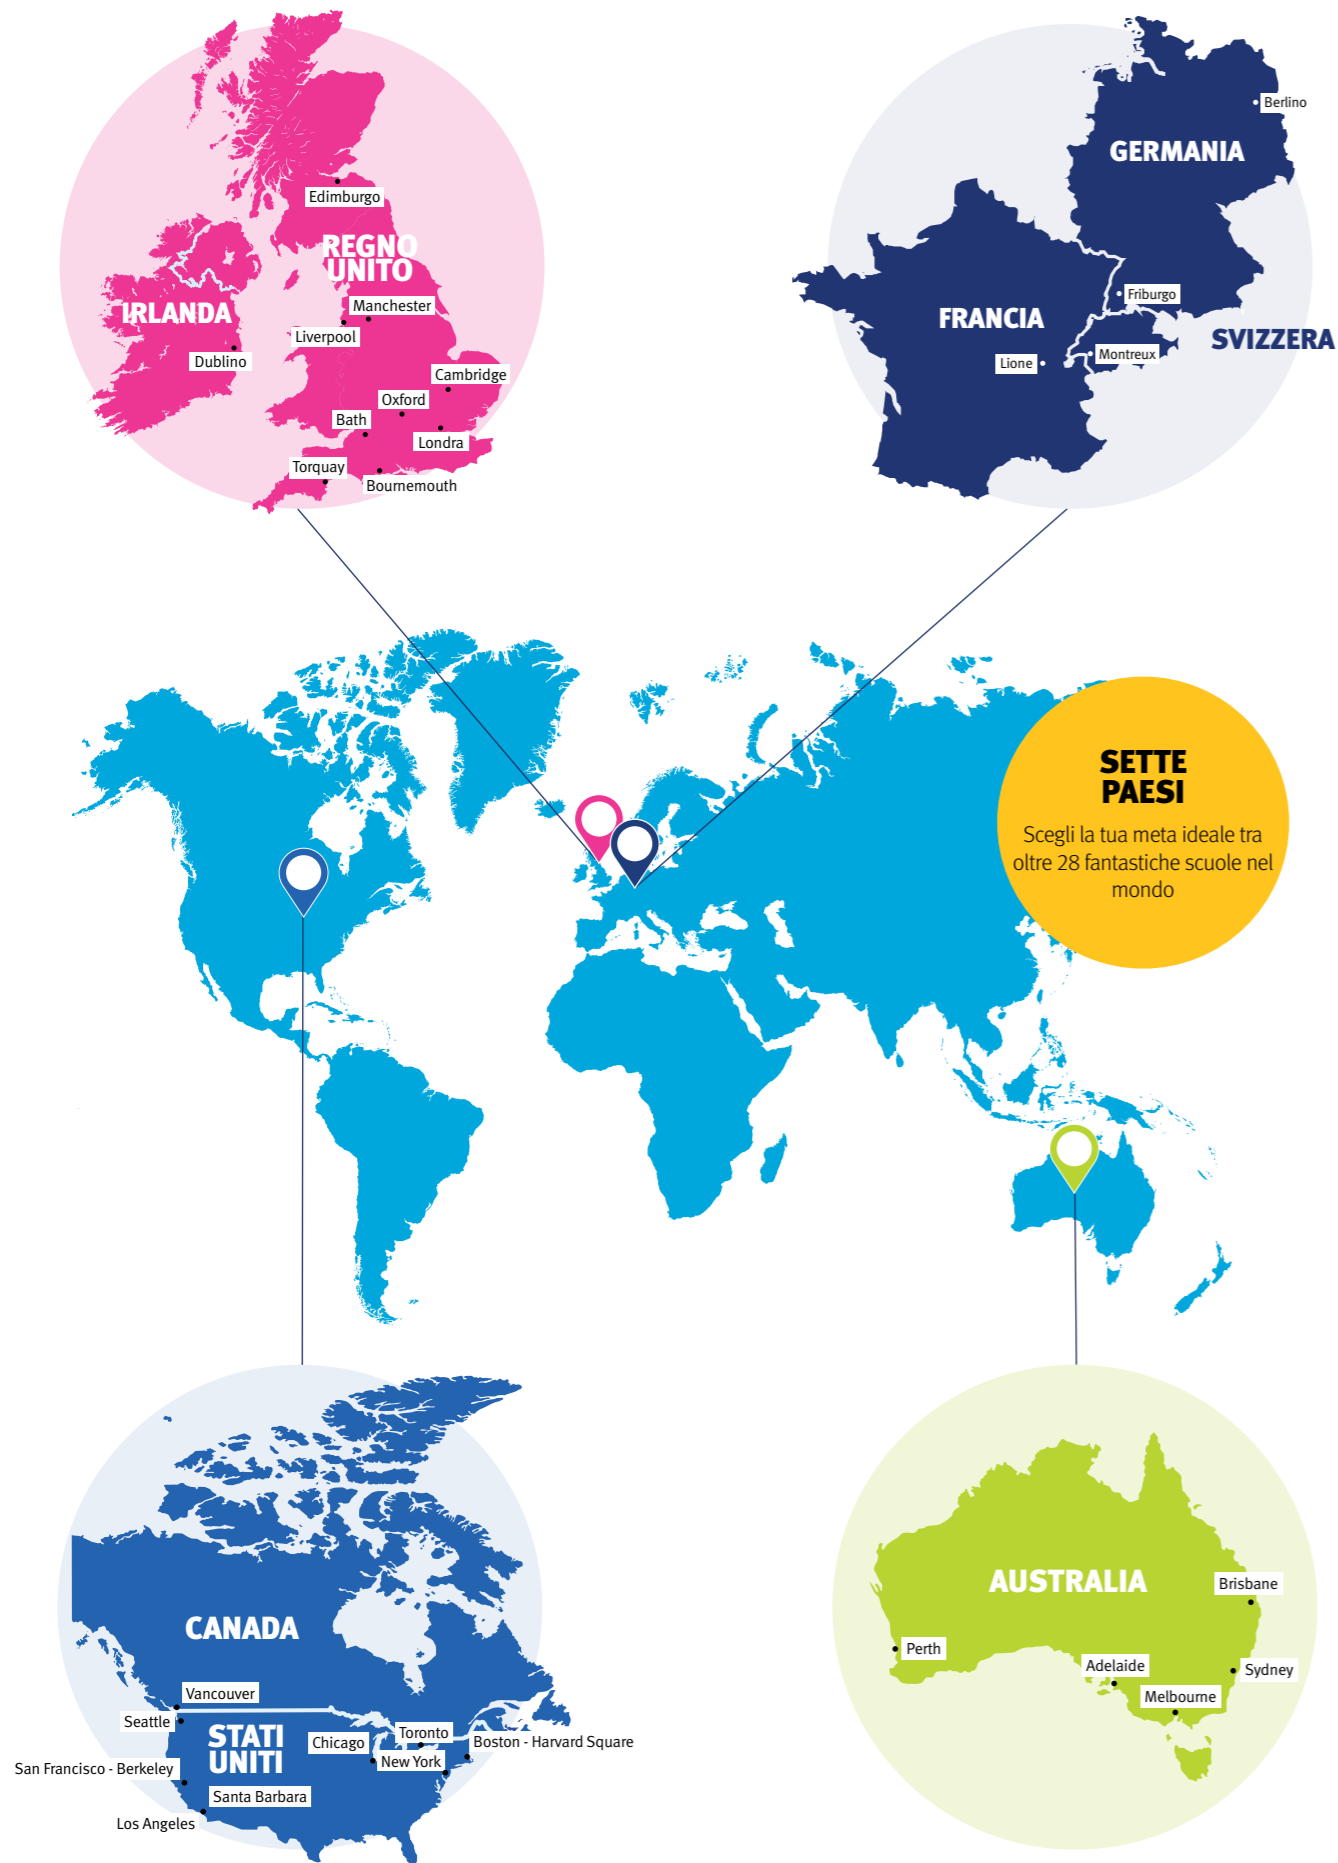 Edimburgo
REGNO
UNITO
IRLANDA
Manchester
Liverpool
Dublino
Cambridge
Oxford
Bath
Londra
Torquay
Bournemouth
Berlino
GERMANIA
Friburgo
FRANCIA
SVIZZERA
Lione
Montreux
SETTE
PAESI
Scegli la tua meta ideale tra
oltre 28 fantastiche scuole nel
mondo
CANADA
Vancouver
Seattle
STATI
UNITI
Chicago
Toronto
Boston - Harvard Square
New York
San Francisco - Berkeley
Santa Barbara
Los Angeles
AUSTRALIA
Brisbane
Perth
Adelaide
Sydney
Melbourne